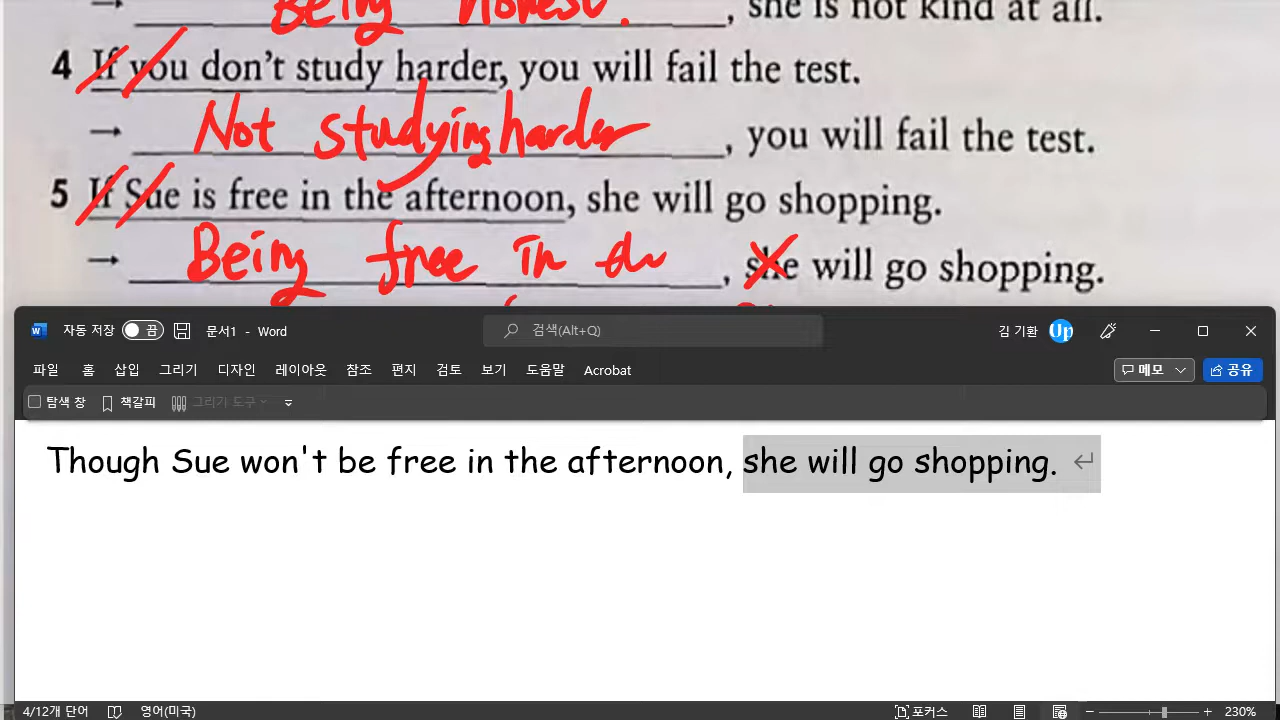 Being honest. , she is not kind at all.
4 If you don't study harder, you will fail the test.
→ Not studying harder , you will fail the test.
5 If Sue is free in the afternoon, she will go shopping.
→ Being free in the , she will go shopping.
자동 저장 끔 문서1 - Word 검색(Alt+Q) 김 기환 Up
파일 홈 삽입 그리기 디자인 레이아웃 참조 편지 검토 보기 도움말 Acrobat 메모 공유
탐색 창 책갈피 그리기 도구
Though Sue won't be free in the afternoon, she will go shopping.
4/12개 단어 영어(미국) 포커스 230%